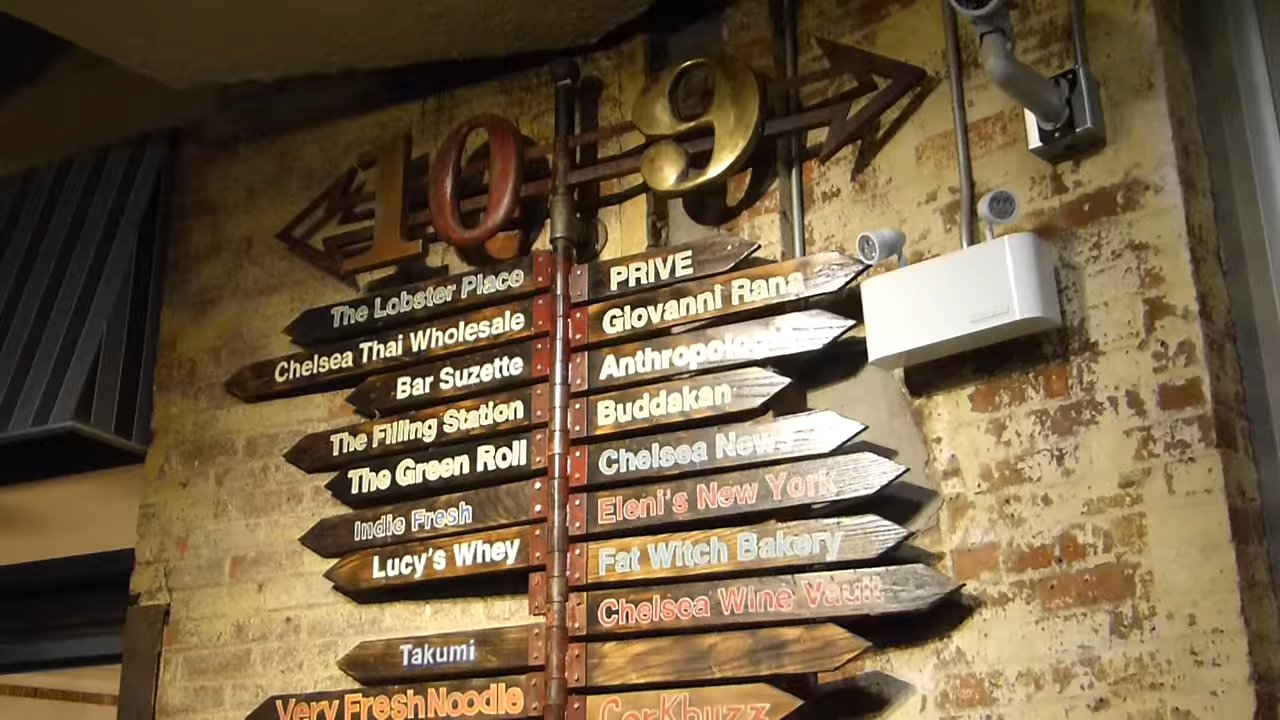 10 9
The Lobster Place
Chelsea Thai Wholesale
Bar Suzette
The Filling Station
The Green Roll
Indie Fresh
Lucy's Whey
Takumi
Very Fresh Noodle
PRIVE
Giovanni Rana
Anthropologie
Buddakan
Chelsea News
Eleni's New York
Fat Witch Bakery
Chelsea Wine Vault
CorKbuzz